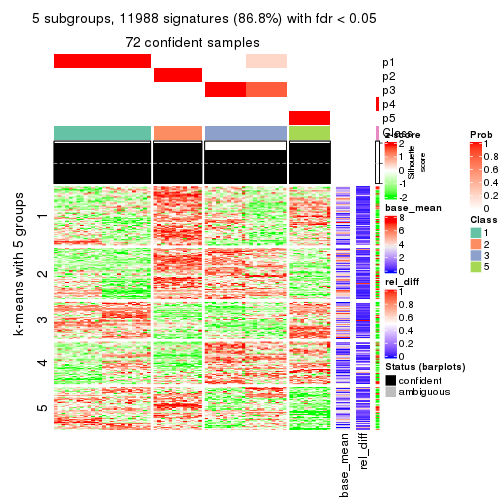 5 subgroups, 11988 signatures (86.8%) with fdr < 0.05
72 confident samples
p1
p2
p3
p4
p5
Class
Silhouette
score
k-means with 5 groups
1
2
3
4
5
base_mean
rel_diff
z-score
2
1
0
-1
-2
base_mean
8
6
4
2
0
rel_diff
1
0.8
0.6
0.4
0.2
0
Status (barplots)
confident
ambiguous
Prob
1
0.8
0.6
0.4
0.2
0
Class
1
2
3
5